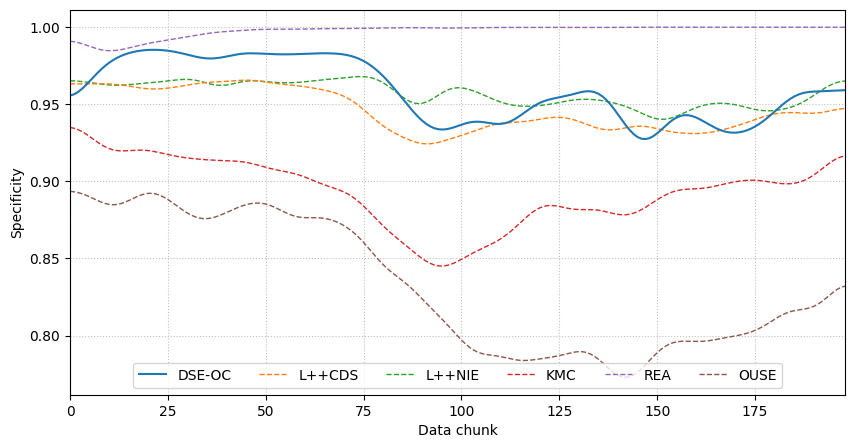 1.00
0.95
0.90
0.85
0.80
Specificity
DSE-OC L++CDS L++NIE KMC REA OUSE
0 25 50 75 100 125 150 175
Data chunk